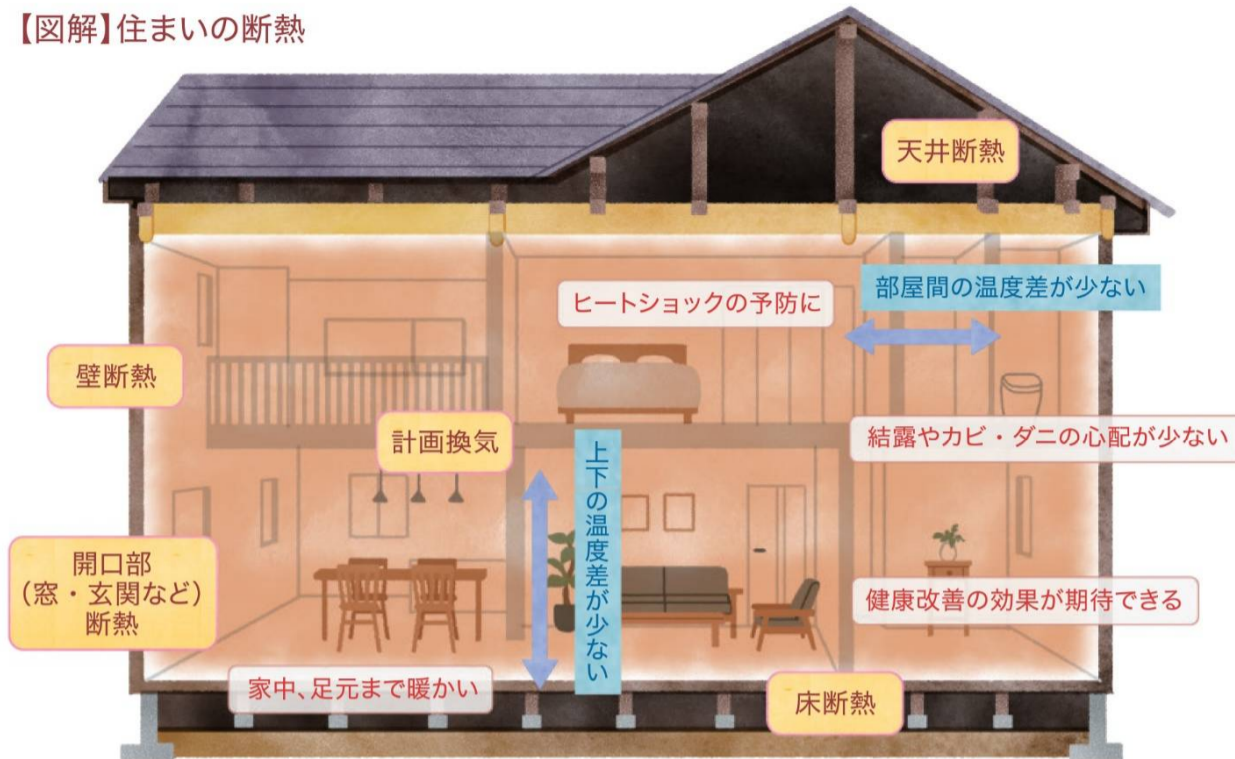 【図解】住まいの断熱
天井断熱
部屋間の温度差が少ない
ヒートショックの予防に
壁断熱
計画換気
上下の温度差が少ない
結露やカビ・ダニの心配が少ない
開口部
（窓・玄関など）
断熱
健康改善の効果が期待できる
家中、足元まで暖かい
床断熱